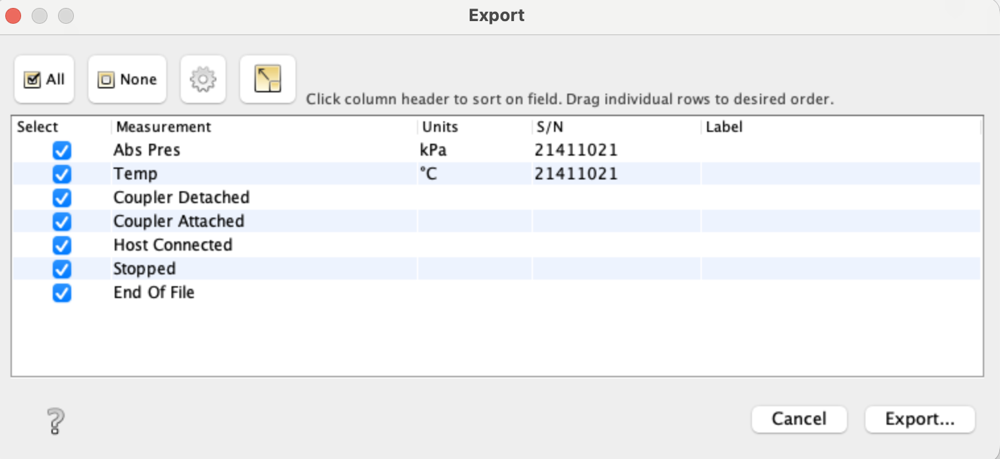 Export
All None
Click column header to sort on field. Drag individual rows to desired order.
Select Measurement Units S/N Label
Abs Pres kPa 21411021
Temp °C 21411021
Coupler Detached
Coupler Attached
Host Connected
Stopped
End Of File
?
Cancel Export...